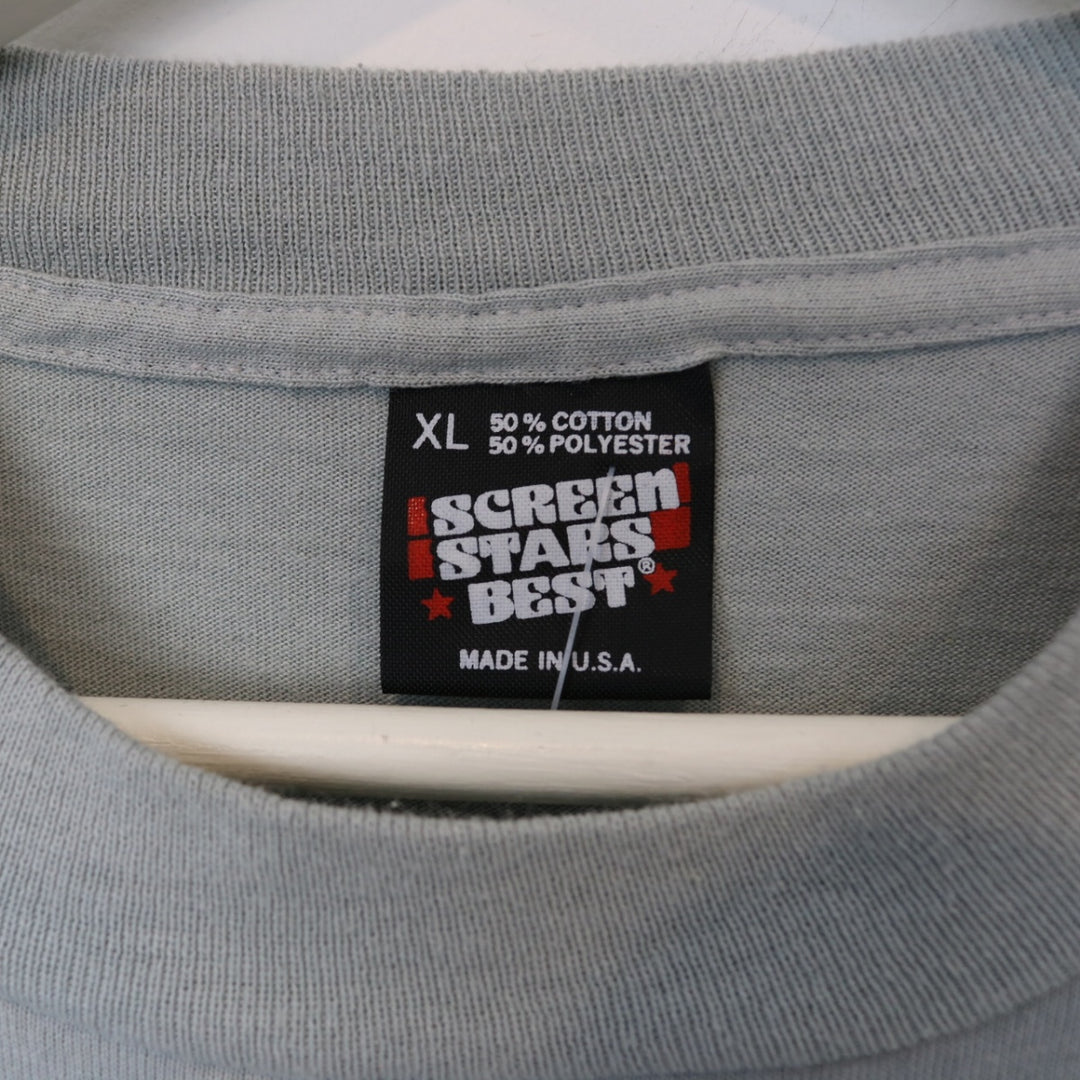 XL 50% COTTON
50% POLYESTER
SCREEN
STARS
BEST®
MADE IN U.S.A.